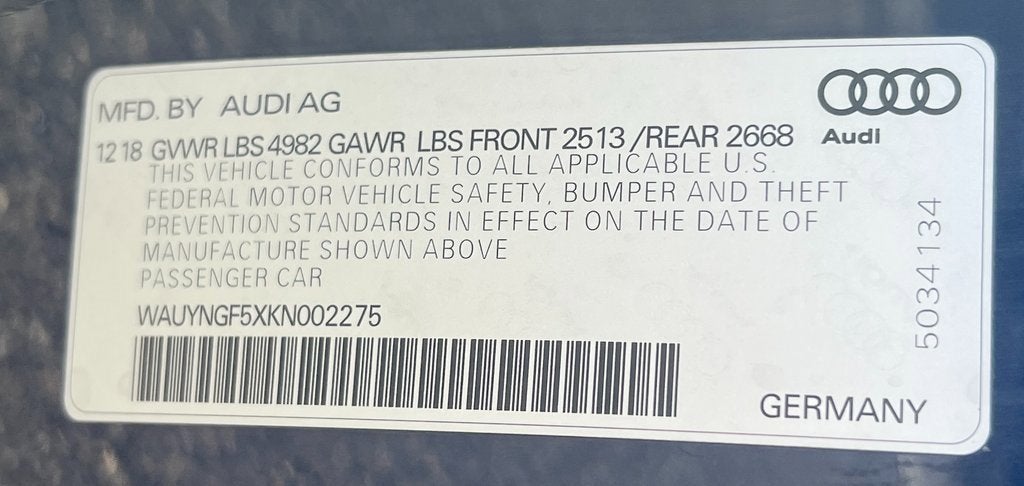 MFD. BY AUDI AG
Audi
12 18 GVWR LBS 4982 GAWR LBS FRONT 2513 /REAR 2668
THIS VEHICLE CONFORMS TO ALL APPLICABLE U.S.
FEDERAL MOTOR VEHICLE SAFETY, BUMPER AND THEFT
PREVENTION STANDARDS IN EFFECT ON THE DATE OF
MANUFACTURE SHOWN ABOVE
PASSENGER CAR
WAUYNGF5XKN002275
5034134
GERMANY